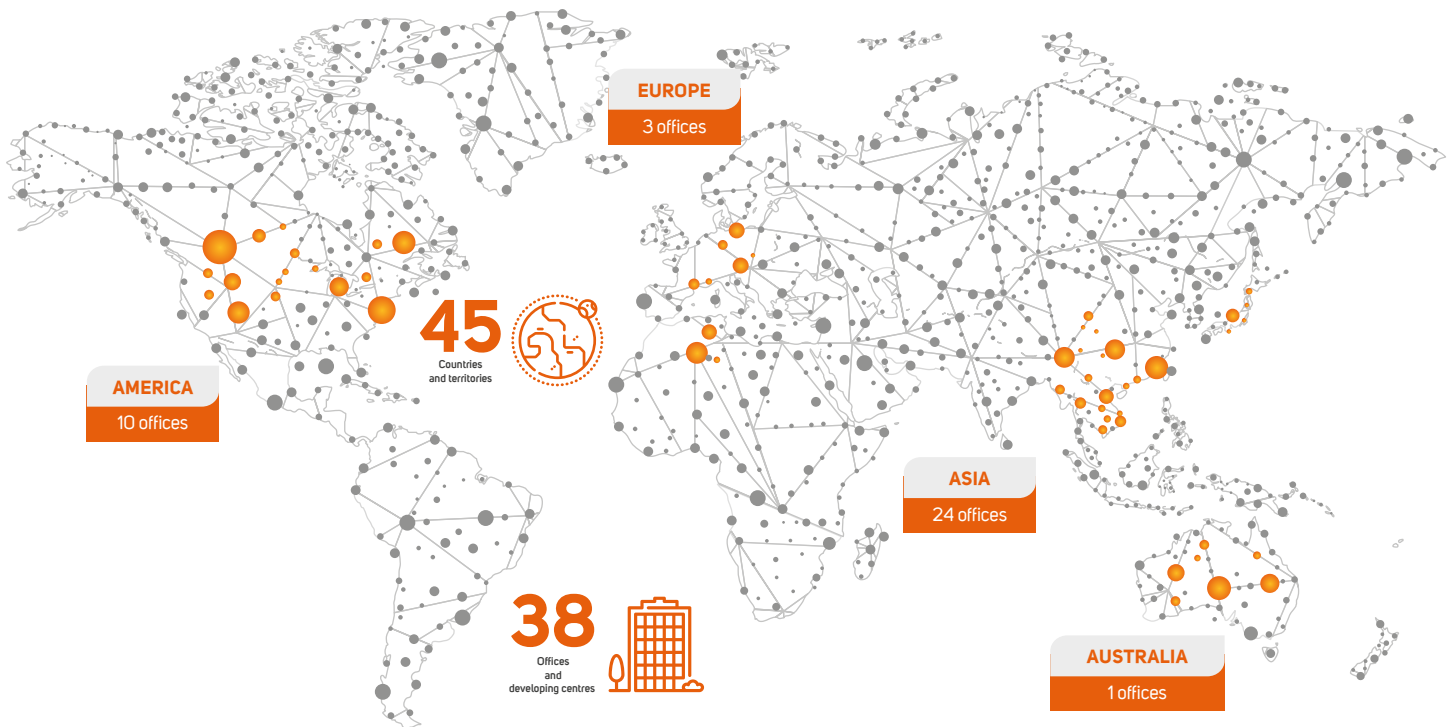 EUROPE
3 offices
45
Countries
and territories
AMERICA
10 offices
ASIA
24 offices
38
Offices
and
developing centres
AUSTRALIA
1 offices